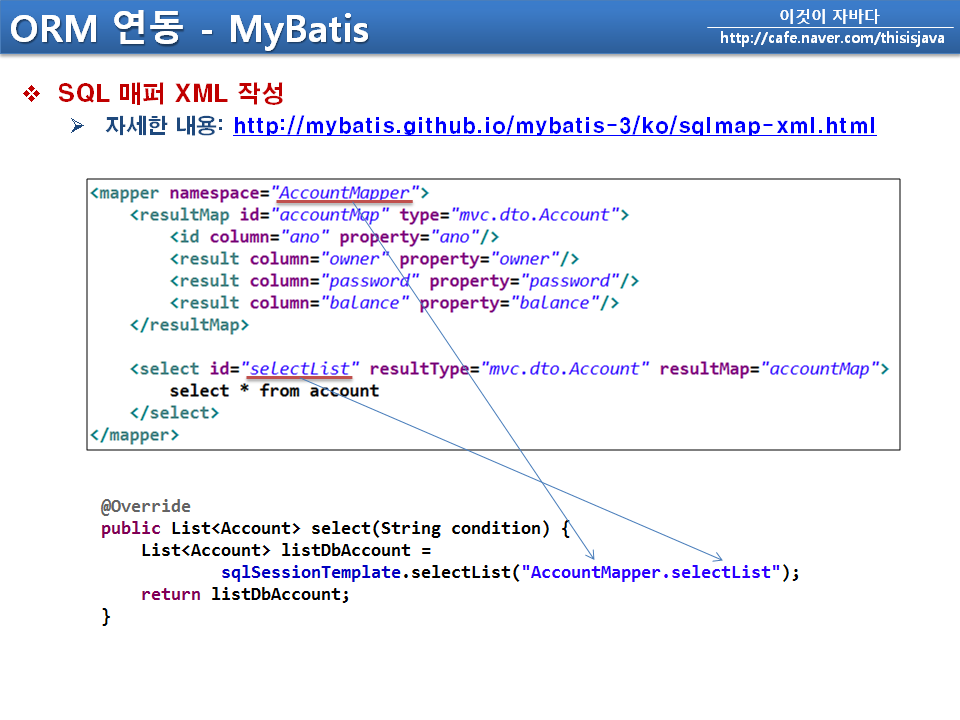 ORM 연동 - MyBatis
이것이 자바다
http://cafe.naver.com/thisisjava
SQL 매퍼 XML 작성
자세한 내용: http://mybatis.github.io/mybatis-3/ko/sqlmap-xml.html
<mapper namespace="AccountMapper">
<resultMap id="accountMap" type="mvc.dto.Account">
<id column="ano" property="ano"/>
<result column="owner" property="owner"/>
<result column="password" property="password"/>
<result column="balance" property="balance"/>
</resultMap>
<select id="selectList" resultType="mvc.dto.Account" resultMap="accountMap">
select * from account
</select>
</mapper>
@Override
public List<Account> select(String condition) {
List<Account> listDbAccount =
sqlSessionTemplate.selectList("AccountMapper.selectList");
return listDbAccount;
}